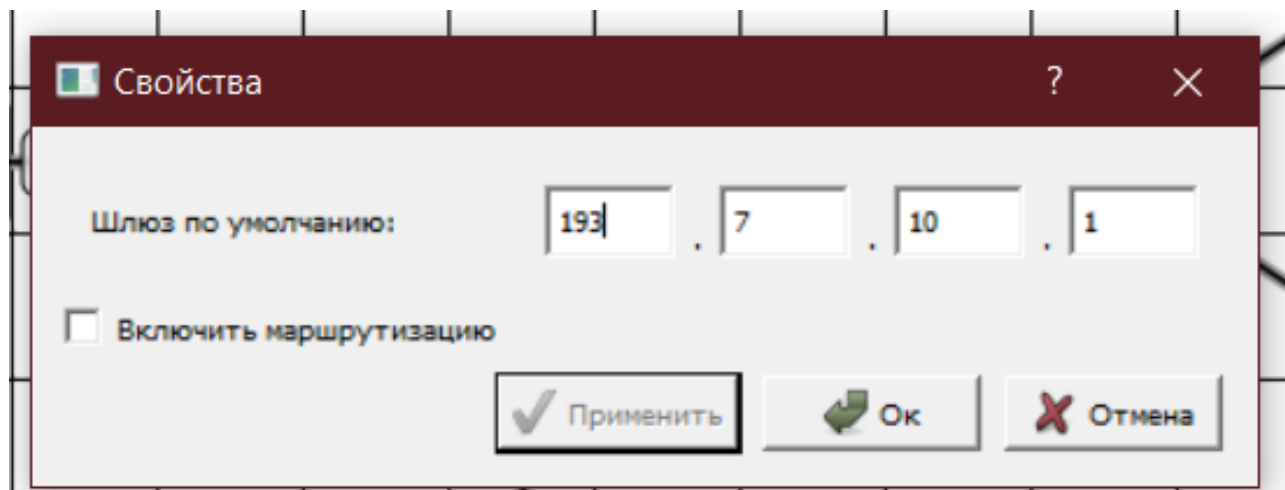 Свойства ?
Шлюз по умолчанию: 193 . 7 . 10 . 1
Включить маршрутизацию
Применить Ок Отмена